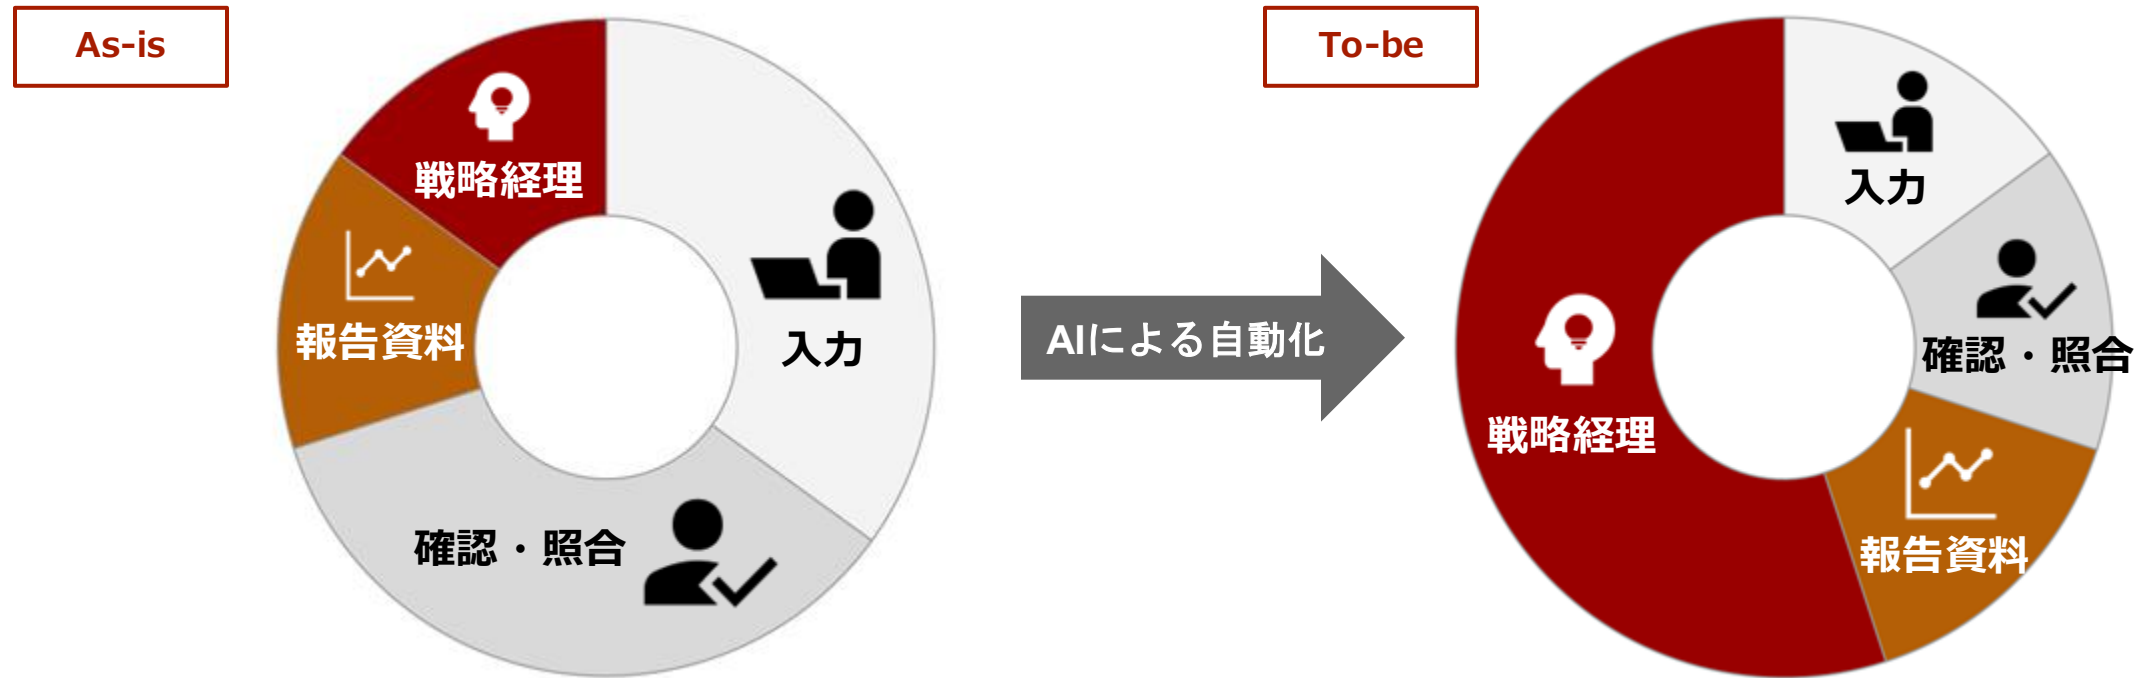 As-is
戦略経理
報告資料
入力
確認・照合
AIによる自動化
To-be
入力
確認・照合
戦略経理
報告資料